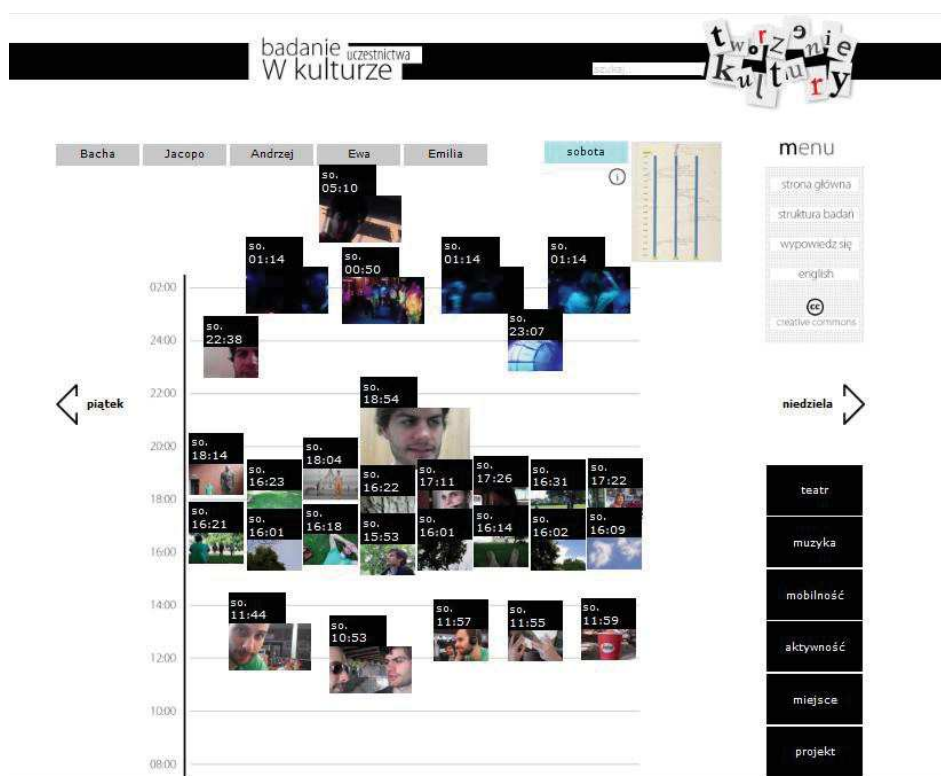 badanie uczestnictwa
W kulturze
szukaj
tworzenie
kultury
Bacha
Jacopo
Andrzej
Ewa
Emilia
sobota
i
menu
strona główna
struktura badań
wypowiedz się
english
cc
creative commons
so.
05:10
so.
01:14
so.
00:50
so.
01:14
so.
01:14
02:00
so.
22:38
so.
23:07
24:00
22:00
so.
18:54
piątek
niedziela
20:00
so.
18:14
so.
16:23
so.
18:04
so.
16:22
so.
17:11
so.
17:26
so.
16:31
so.
17:22
18:00
so.
16:21
so.
16:01
so.
16:18
so.
15:53
so.
16:01
so.
16:14
so.
16:02
so.
16:09
16:00
14:00
so.
11:44
so.
10:53
so.
11:57
so.
11:55
so.
11:59
12:00
10:00
08:00
teatr
muzyka
mobilność
aktywność
miejsce
projekt